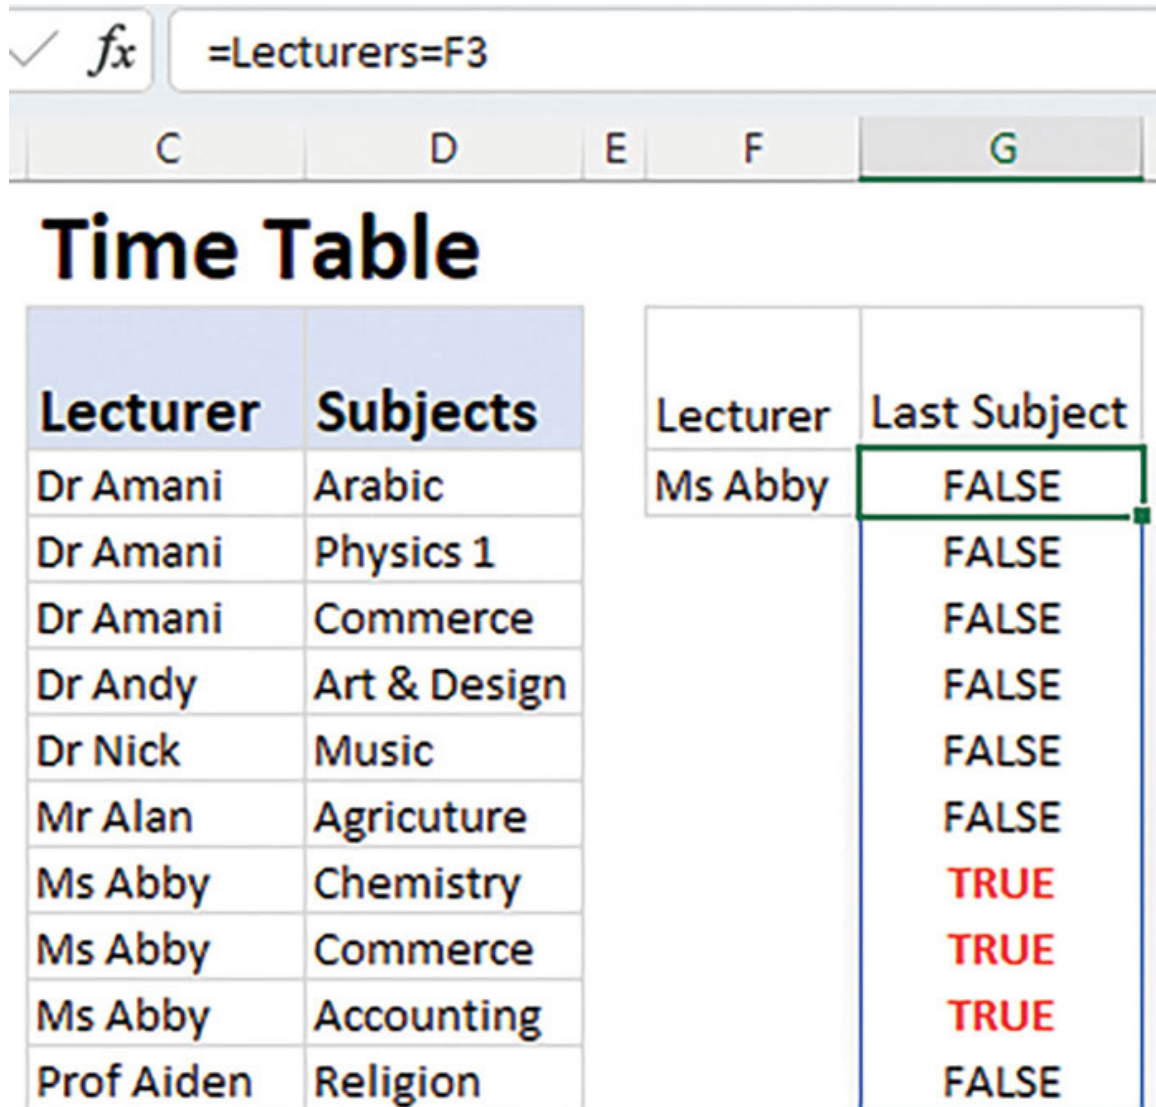 fx =Lecturers=F3
C D E F G
Time Table
Lecturer Subjects Lecturer Last Subject
Dr Amani Arabic Ms Abby FALSE
Dr Amani Physics 1 FALSE
Dr Amani Commerce FALSE
Dr Andy Art & Design FALSE
Dr Nick Music FALSE
Mr Alan Agricuture FALSE
Ms Abby Chemistry TRUE
Ms Abby Commerce TRUE
Ms Abby Accounting TRUE
Prof Aiden Religion FALSE